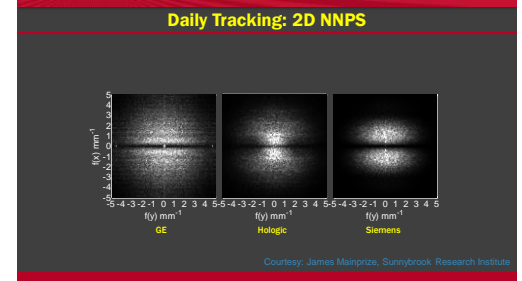 Daily Tracking: 2D NNPS
5
4
3
2
1
0
-1
-2
-3
-4
-5
f(x) mm-1
-5 -4 -3 -2 -1 0 1 2 3 4 5
-5 -4 -3 -2 -1 0 1 2 3 4 5
-5 -4 -3 -2 -1 0 1 2 3 4 5
f(y) mm-1
f(y) mm-1
f(y) mm-1
GE
Hologic
Siemens
Courtesy: James Mainprize, Sunnybrook Research Institute